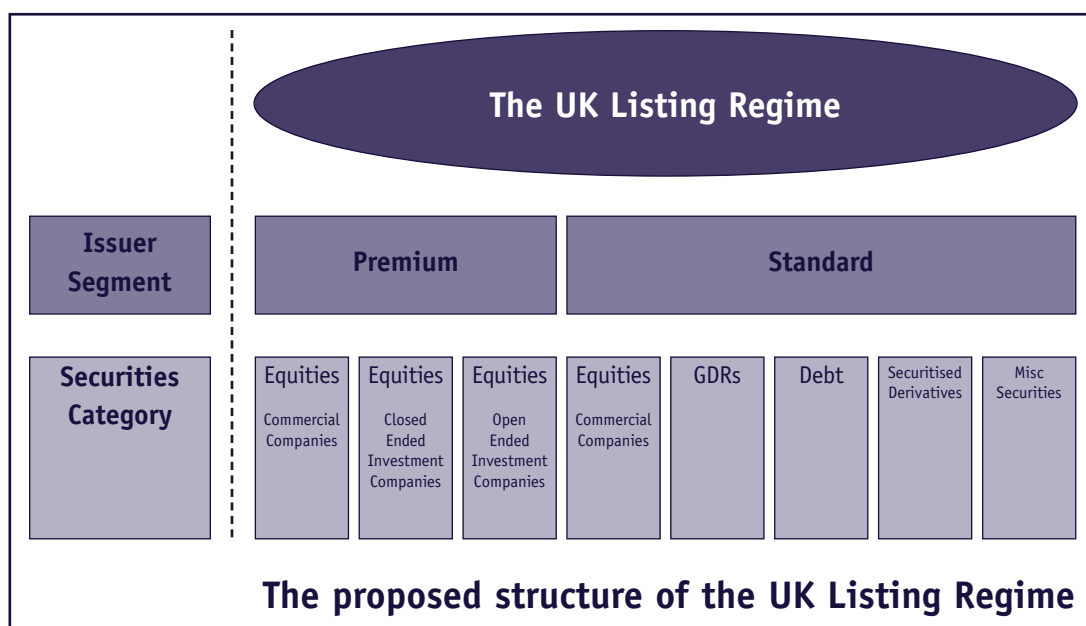 The UK Listing Regime
Issuer
Segment
Premium
Standard
Securities
Category
Equities
Commercial
Companies
Equities
Closed
Ended
Investment
Companies
Equities
Open
Ended
Investment
Companies
Equities
Commercial
Companies
GDRs
Debt
Securitised
Derivatives
Misc
Securities
The proposed structure of the UK Listing Regime